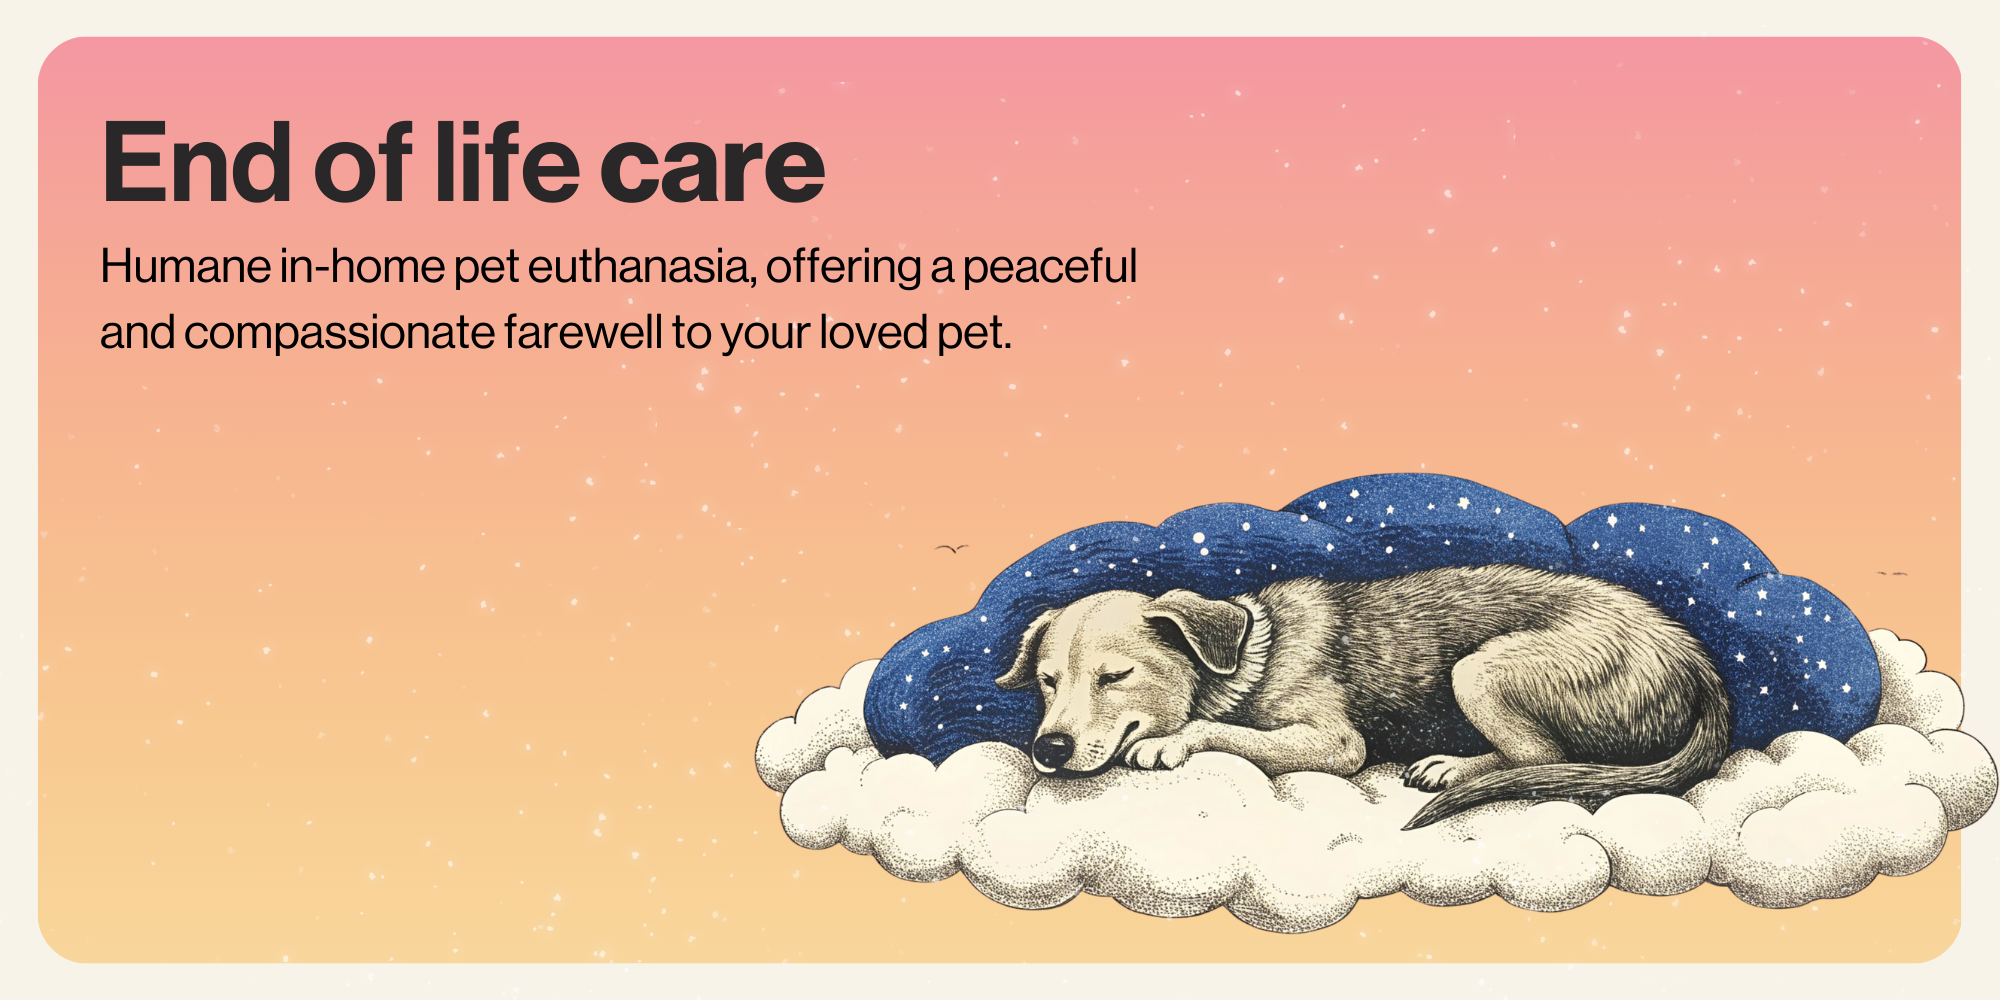 End of life care
Humane in-home pet euthanasia, offering a peaceful
and compassionate farewell to your loved pet.